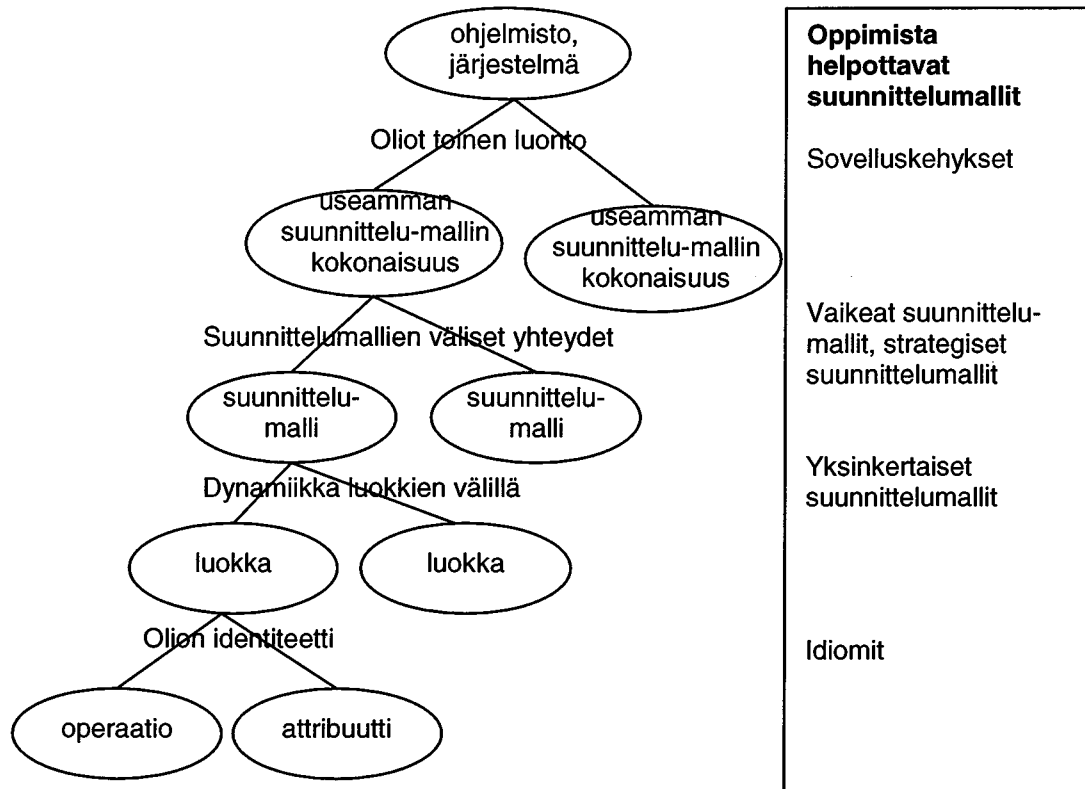 ohjelmisto,
järjestelmä
Oliot toinen luonto
useamman
suunnittelu-mallin
kokonaisuus
useamman
suunnittelu-mallin
kokonaisuus
Suunnittelumallien väliset yhteydet
suunnittelu-
malli
suunnittelu-
malli
Dynamiikka luokkien välillä
luokka
luokka
Olion identiteetti
operaatio
attribuutti
Oppimista
helpottavat
suunnittelumallit
Sovelluskehykset
Vaikeat suunnittelu-
mallit, strategiset
suunnittelumallit
Yksinkertaiset
suunnittelumallit
Idiomit